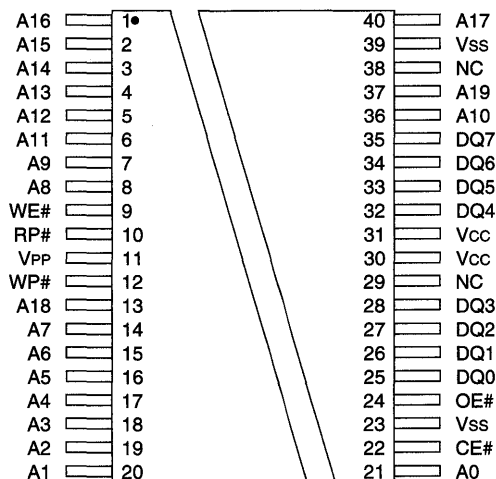 A16 1 40 A17
A15 2 39 Vss
A14 3 38 NC
A13 4 37 A19
A12 5 36 A10
A11 6 35 DQ7
A9 7 34 DQ6
A8 8 33 DQ5
WE# 9 32 DQ4
RP# 10 31 Vcc
VPP 11 30 Vcc
WP# 12 29 NC
A18 13 28 DQ3
A7 14 27 DQ2
A6 15 26 DQ1
A5 16 25 DQ0
A4 17 24 OE#
A3 18 23 Vss
A2 19 22 CE#
A1 20 21 A0